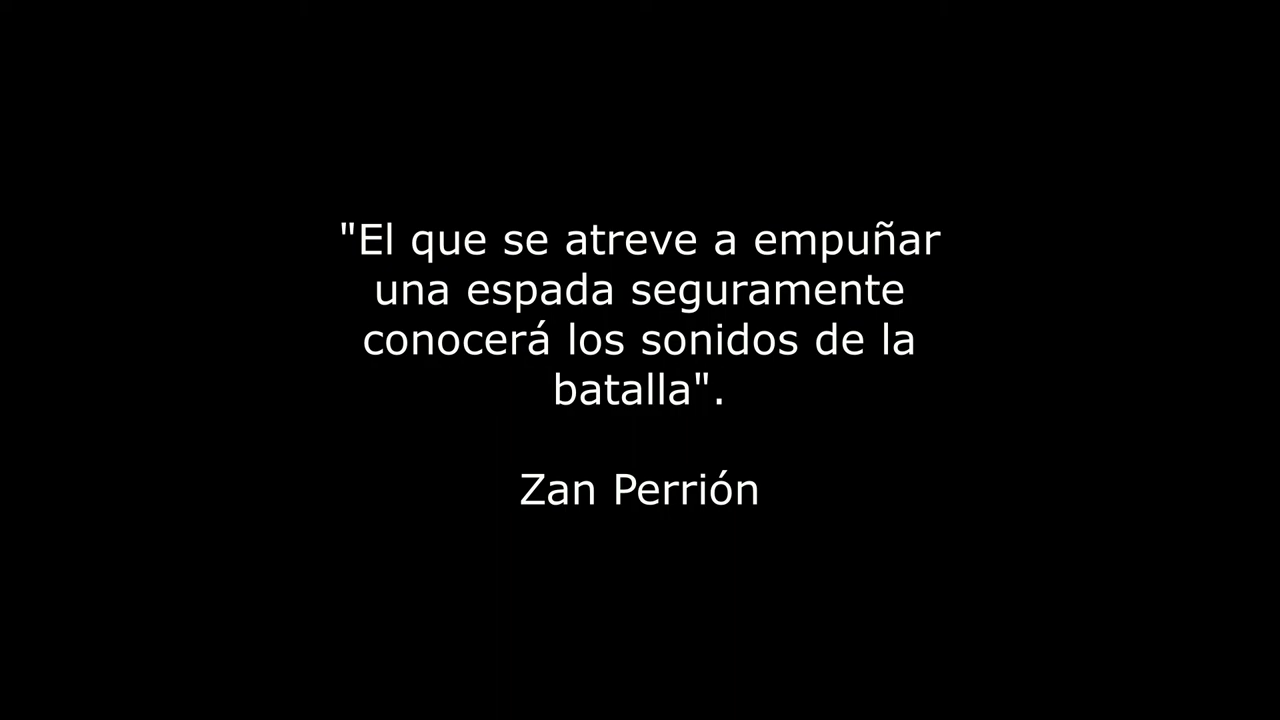 "El que se atreve a empuñar
una espada seguramente
conocerá los sonidos de la
batalla".
Zan Perrión